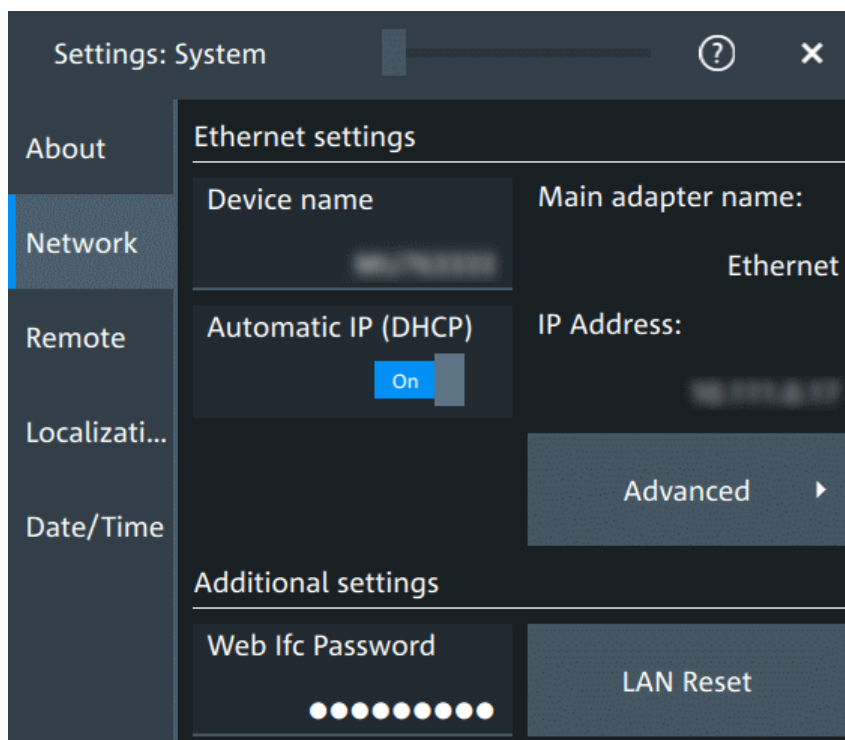 Settings: System
?
About
Network
Remote
Localizati...
Date/Time
Ethernet settings
Device name
Main adapter name:
Ethernet
Automatic IP (DHCP)
On
IP Address:
Advanced
Additional settings
Web Ifc Password
●●●●●●●●●
LAN Reset